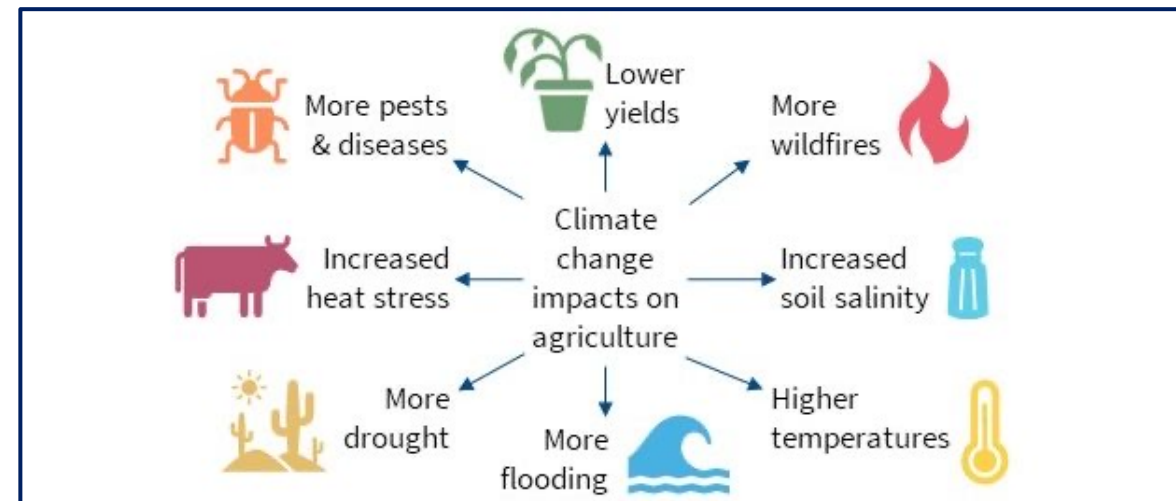 Lower
yields
More pests
& diseases
More
wildfires
Climate
change
impacts on
agriculture
Increased
heat stress
Increased
soil salinity
More
drought
More
flooding
Higher
temperatures